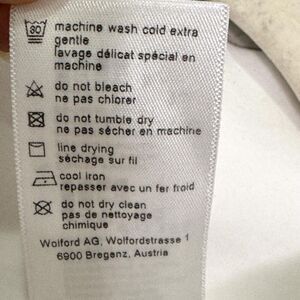 30
machine wash cold extra
gentle
lavage délicat spécial en
machine
do not bleach
ne pas chlorer
do not tumble dry
ne pas sécher en machine
line drying
séchage sur fil
cool iron
repasser avec un fer froid
do not dry clean
pas de nettoyage
chimique
Wolford AG, Wolfordstrasse 1
6900 Bregenz, Austria